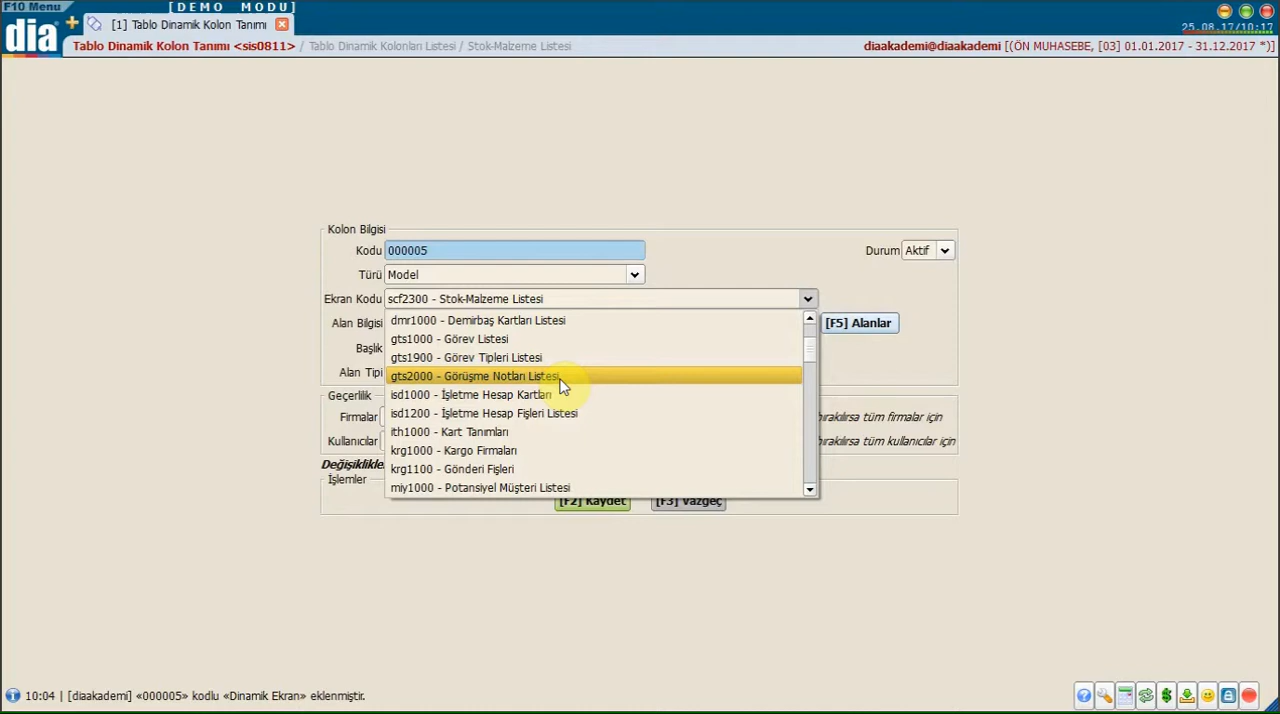 F10 Menu
[DEMO MODU]
[1] Tablo Dinamik Kolon Tanımı
25.08.17/10:17
dia
Tablo Dinamik Kolon Tanımı <sis0811> / Tablo Dinamik Kolonları Listesi / Stok-Malzeme Listesi
diaakademi@diaakademi [(ÖN MUHASEBE, [03] 01.01.2017 - 31.12.2017 *)]
Kolon Bilgisi
Kodu 000005
Durum Aktif
Türü Model
Ekran Kodu scf2300 - Stok-Malzeme Listesi
Alan Bilgisi
[F5] Alanlar
Başlık
Alan Tipi
dmr1000 - Demirbaş Kartları Listesi
gts1000 - Görev Listesi
gts1900 - Görev Tipleri Listesi
gts2000 - Görüşme Notları Listesi
isd1000 - İşletme Hesap Kartları
isd1200 - İşletme Hesap Fişleri Listesi
ith1000 - Kart Tanımları
krg1000 - Kargo Firmaları
krg1100 - Gönderi Fişleri
miy1000 - Potansiyel Müşteri Listesi
Geçerlilik
Firmalar
bırakılırsa tüm firmalar için
Kullanıcılar
bırakılırsa tüm kullanıcılar için
Değişiklikle
İşlemler
[F2] Kaydet
[F3] Vazgeç
10:04 | [diaakademi] «000005» kodlu «Dinamik Ekran» eklenmiştir.